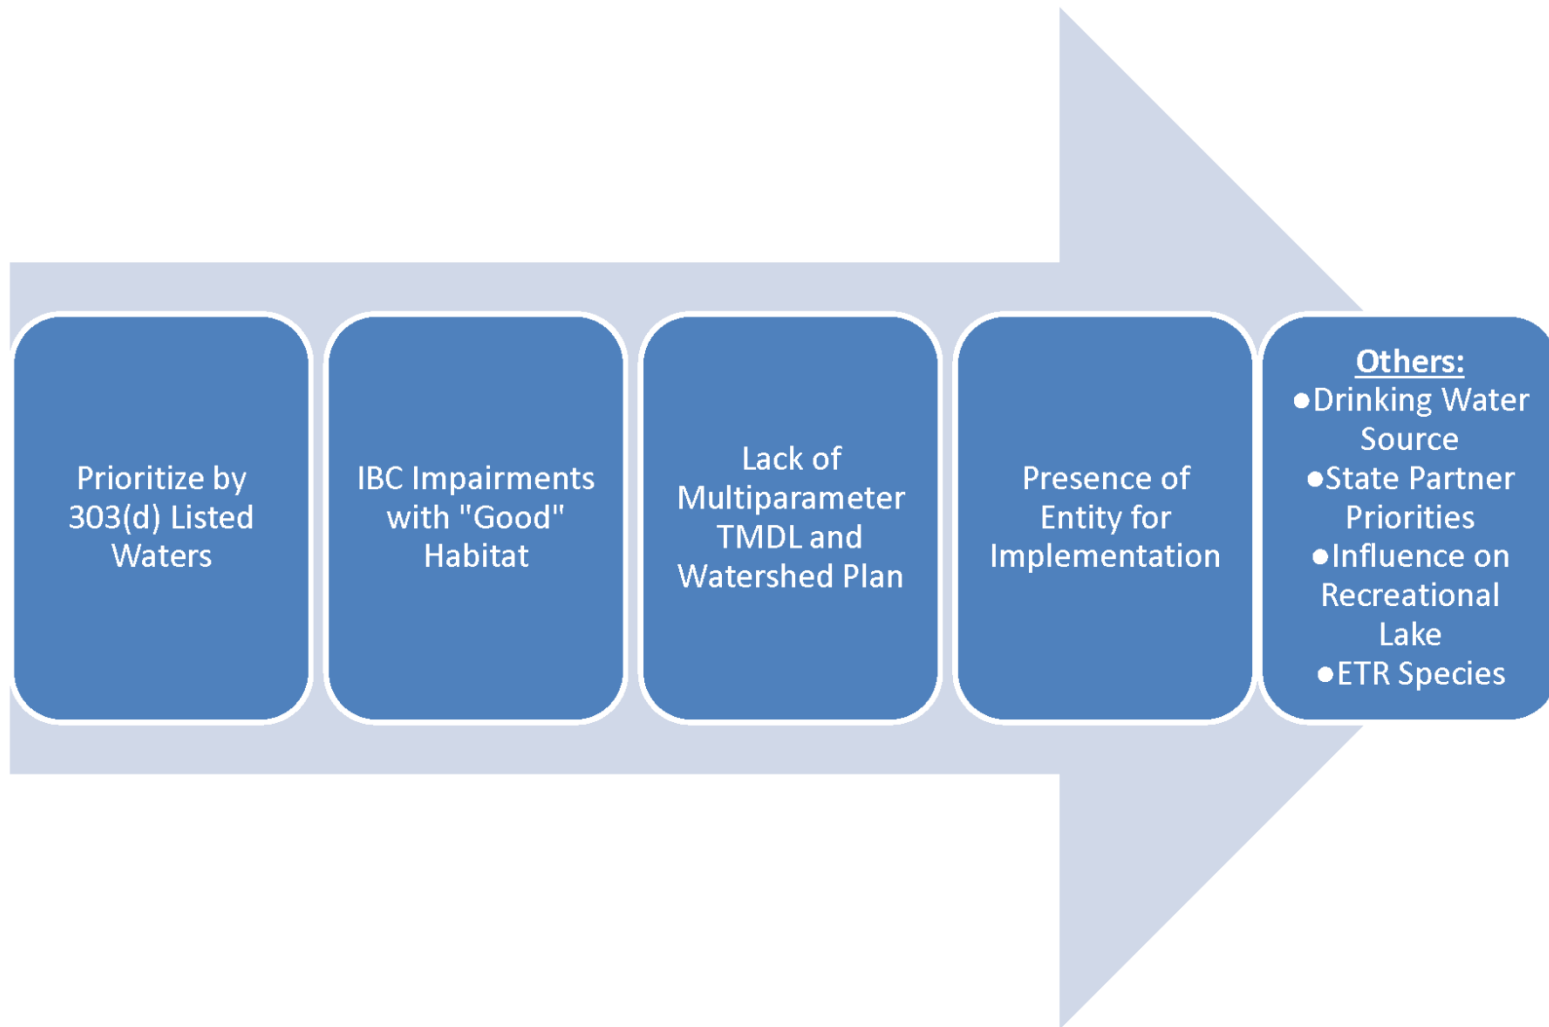 Prioritize by
303(d) Listed
Waters
IBC Impairments
with "Good"
Habitat
Lack of
Multiparameter
TMDL and
Watershed Plan
Presence of
Entity for
Implementation
Others:
●Drinking Water
Source
●State Partner
Priorities
●Influence on
Recreational
Lake
●ETR Species